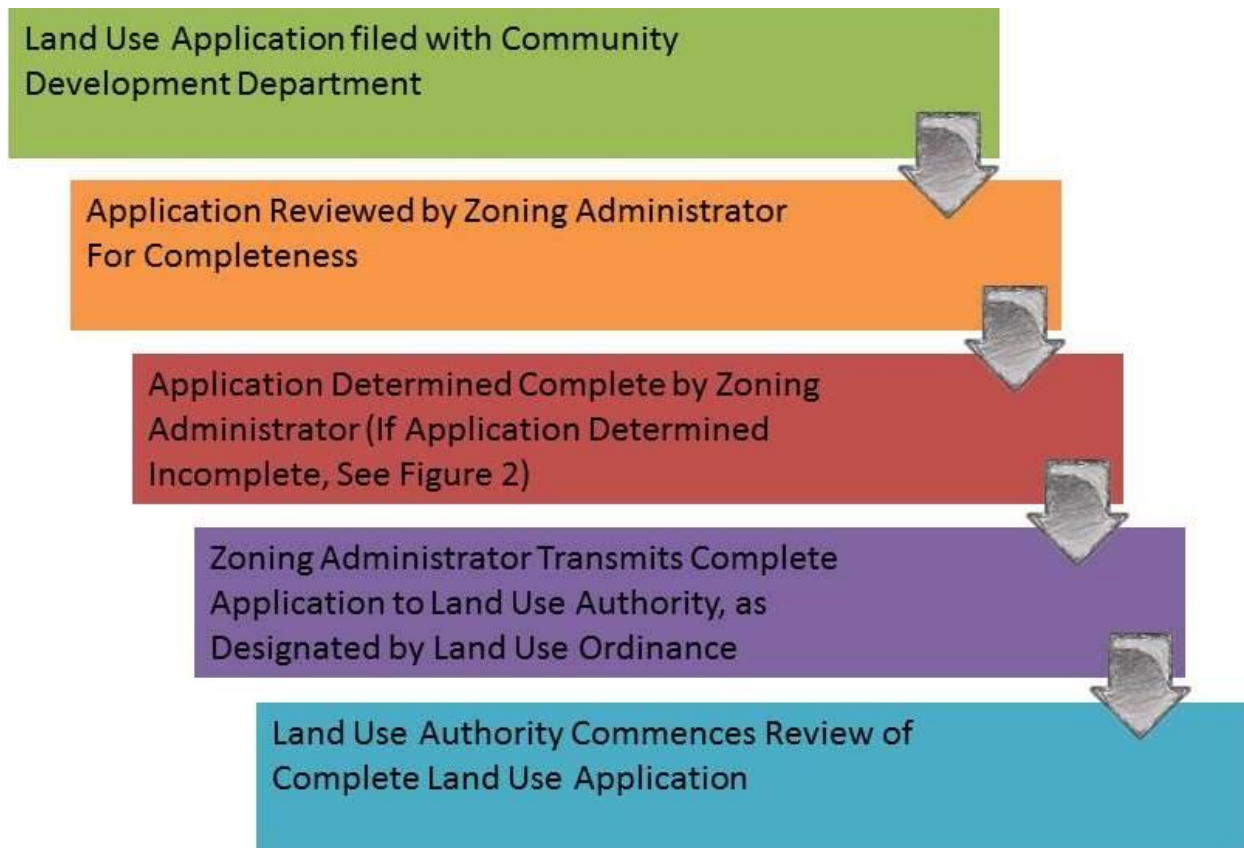 Land Use Application filed with Community
Development Department
Application Reviewed by Zoning Administrator
For Completeness
Application Determined Complete by Zoning
Administrator (If Application Determined
Incomplete, See Figure 2)
Zoning Administrator Transmits Complete
Application to Land Use Authority, as
Designated by Land Use Ordinance
Land Use Authority Commences Review of
Complete Land Use Application